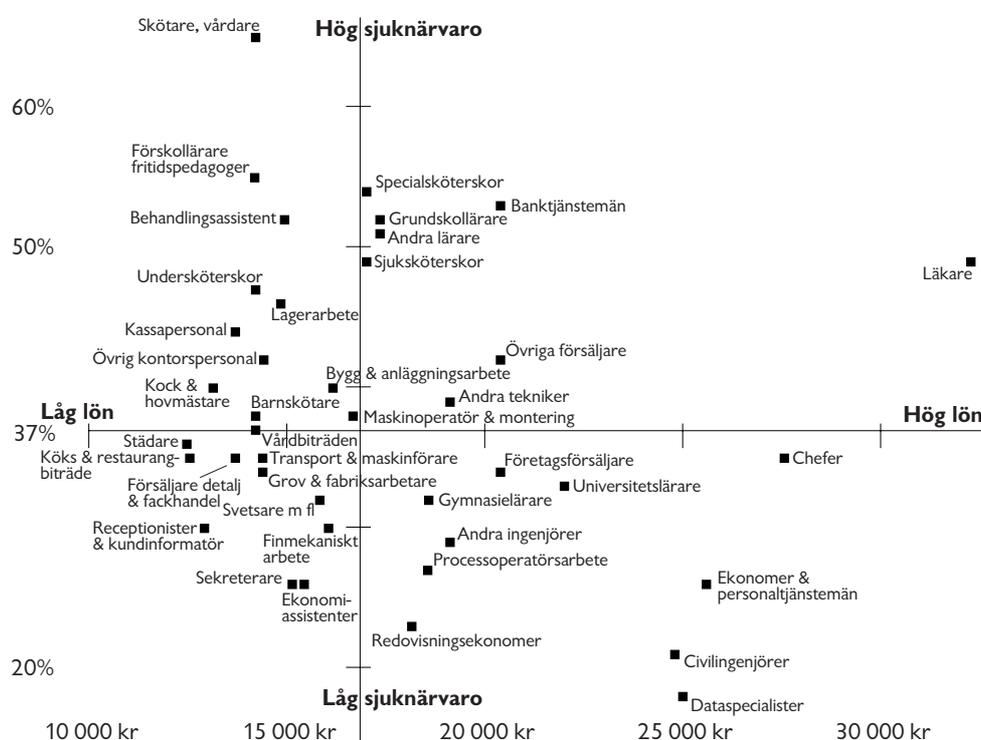 Skötare, vårdare
Hög sjuknärvaro
60%
Förskollärare
fritidspedagoger
Specialsköterskor
Banktjänstemän
Behandlingsassistent
Grundskollärare
Andra lärare
50%
Sjuksköterskor
Läkare
Undersköterskor
Lagerarbete
Kassapersonal
Övriga försäljare
Övrig kontorspersonal
Bygg & anläggningsarbete
Kock &
hovmästare
Andra tekniker
Barnskötare
Låg lön
Maskinoperatör & montering
Hög lön
37%
Städare
Vårdbiträden
Köks & restaurang-
biträde
Transport & maskinförare
Företagsförsäljare
Chefer
Försäljare detalj
& fackhandel
Grov & fabriksarbetare
Universitetslärare
Svetsare m fl
Gymnasielärare
Receptionister
& kundinformatör
Finmekaniskt
arbete
Andra ingenjörer
Processoperatörsarbete
Sekreterare
Ekonomi-
assistenter
Ekonomer &
personaltjänstemän
Redovisningsekonomer
20%
Civilingenjörer
Låg sjuknärvaro
Dataspecialister
10 000 kr
15 000 kr
20 000 kr
25 000 kr
30 000 kr